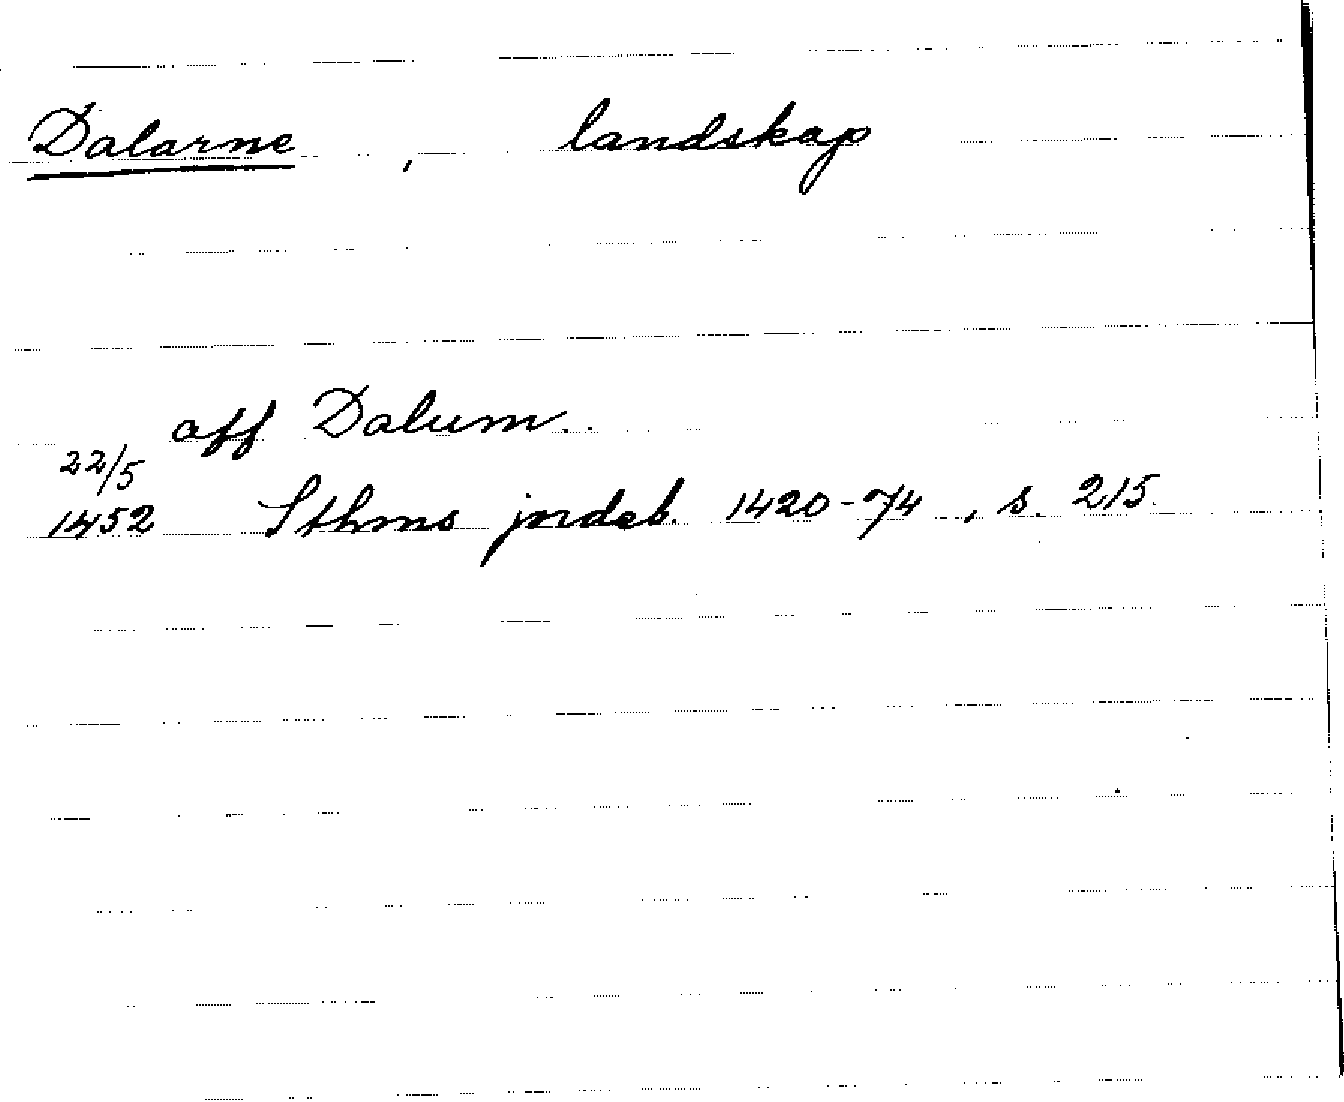 Dalarne, landskap
aff Dalum.
22/5
1452 Sthms jordeb. 1420-74, s. 215.